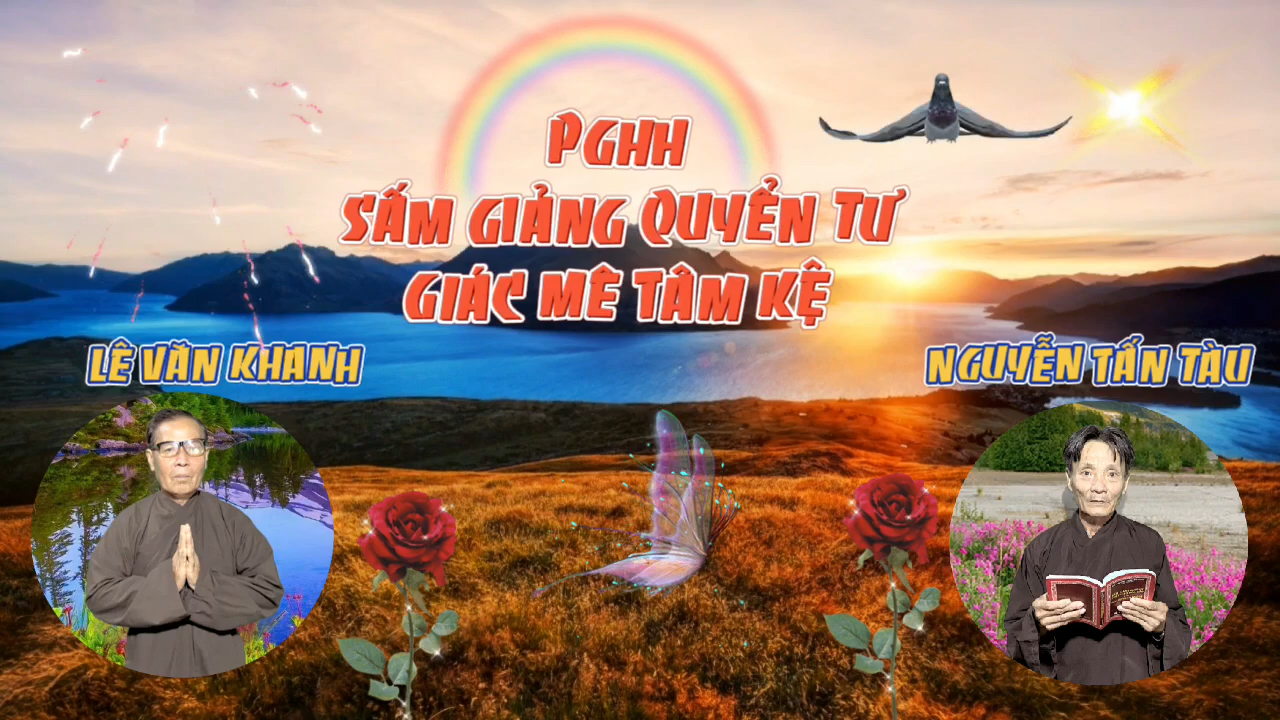 PGHH
SẤM GIẢNG QUYỂN TƯ
GIÁC MÊ TÂM KỆ
LÊ VĂN KHANH
NGUYỄN TẤN TÀU